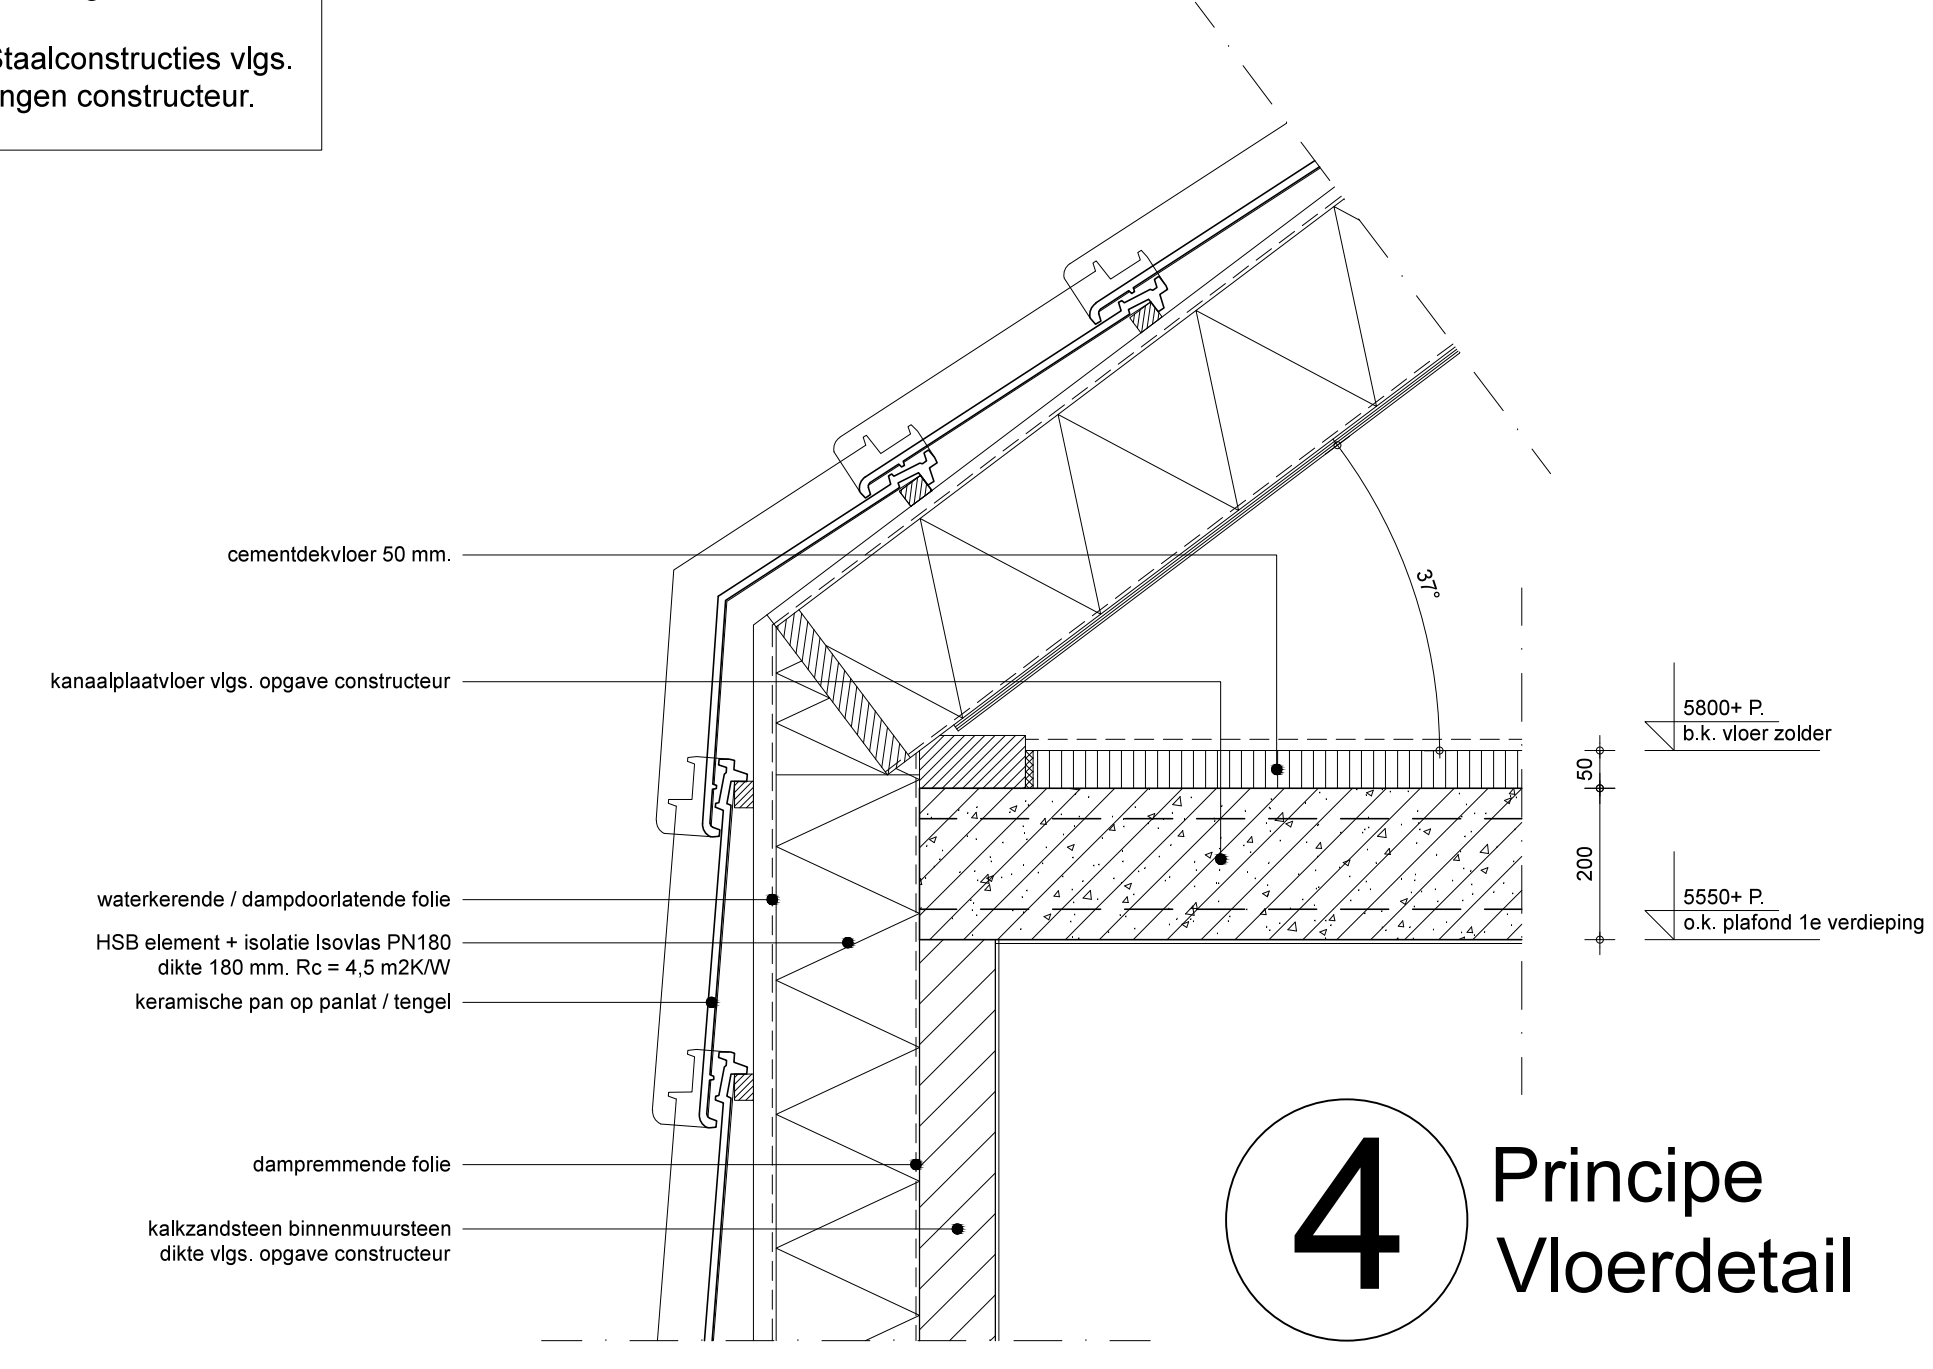 Staalconstructies vlgs.
constructeur.
cementdekvloer 50 mm.
kanaalplaatvloer vlgs. opgave constructeur
waterkerende / dampdoorlatende folie
HSB element + isolatie Isovlas PN180
dikte 180 mm. Rc = 4,5 m2K/W
keramische pan op panlat / tengel
dampremmende folie
kalkzandsteen binnenmuursteen
dikte vlgs. opgave constructeur
37°
5800+ P.
b.k. vloer zolder
50
200
5550+ P.
o.k. plafond 1e verdieping
4
Principe
Vloerdetail